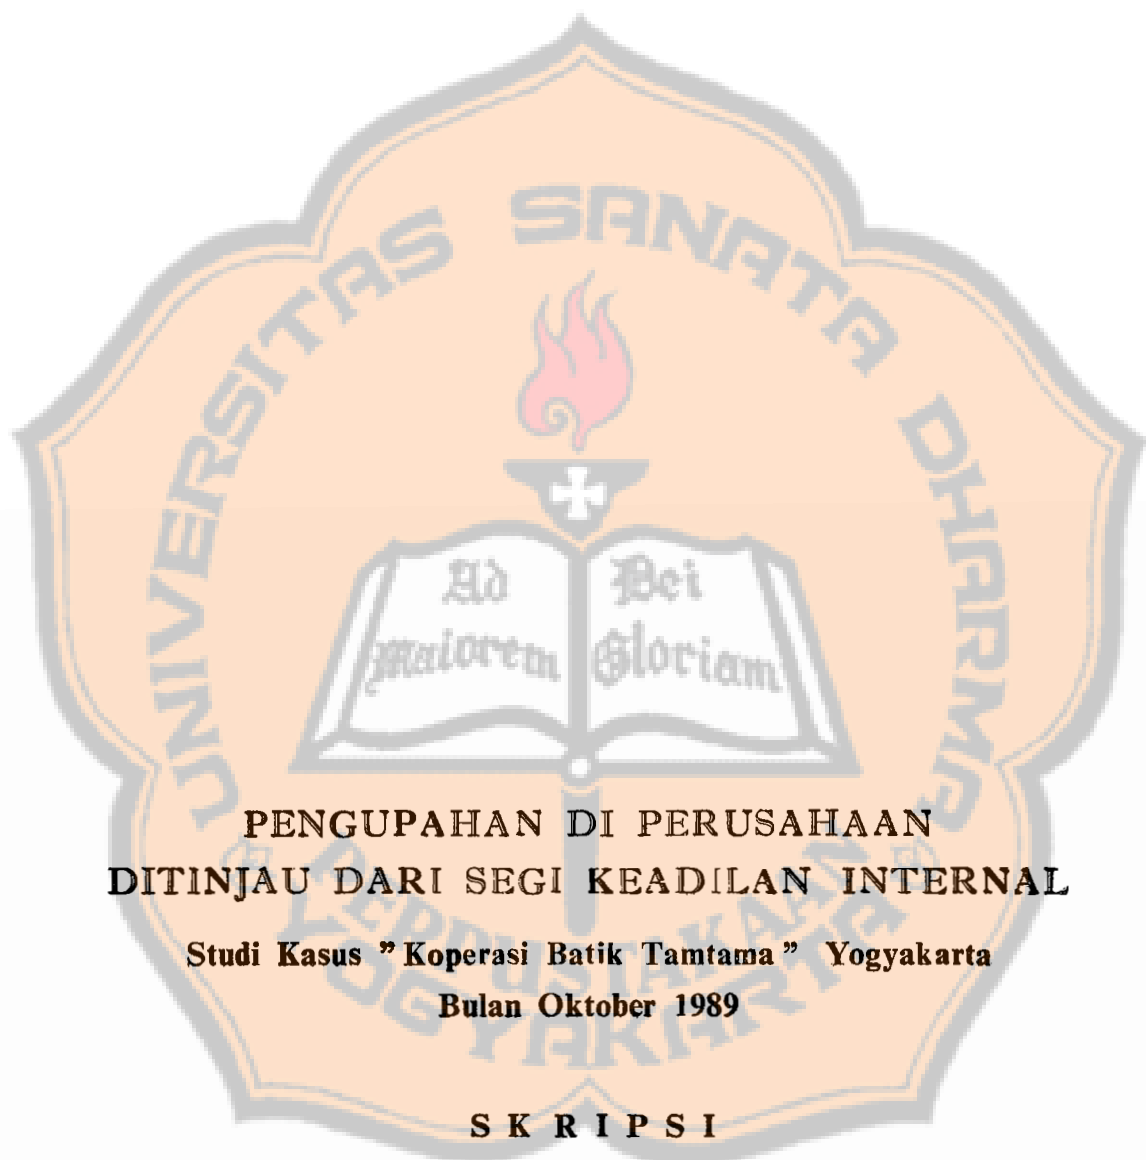 UNIVERSITAS SANATA DHARMA
Ad Dei
maiorem Gloriam
PENGUPAHAN DI PERUSAHAAN
DITINJAU DARI SEGI KEADILAN INTERNAL
PERPUSTAKAAN
Studi Kasus ” Koperasi Batik Tamtama ” Yogyakarta
YOGYAKARTA
Bulan Oktober 1989
S K R I P S I